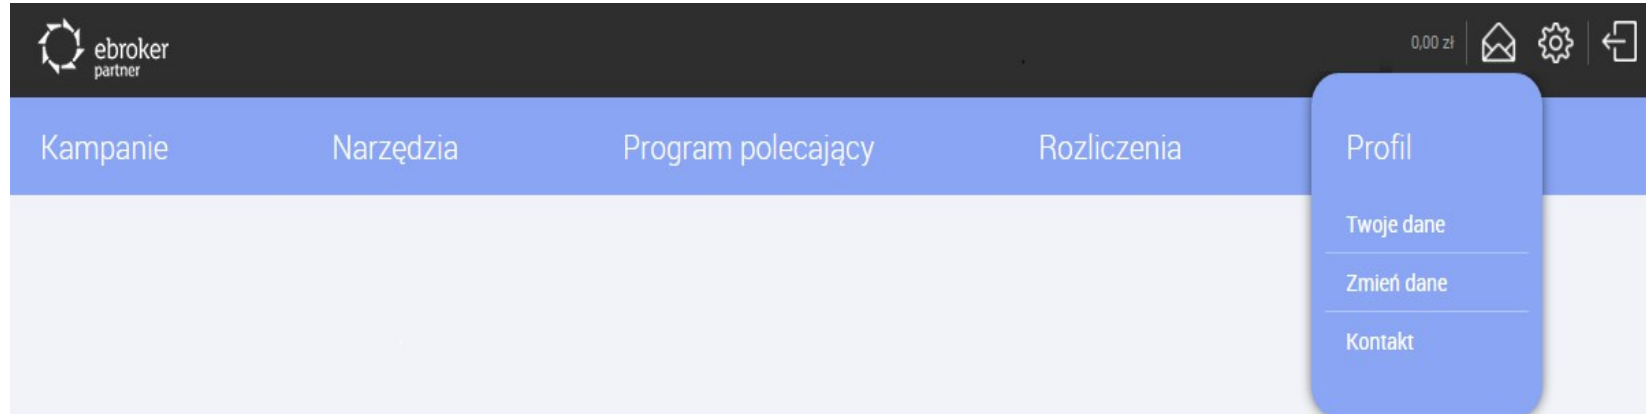 ebroker
partner
0,00 zł
Kampanie Narzędzia Program polecający Rozliczenia Profil
Twoje dane
Zmień dane
Kontakt